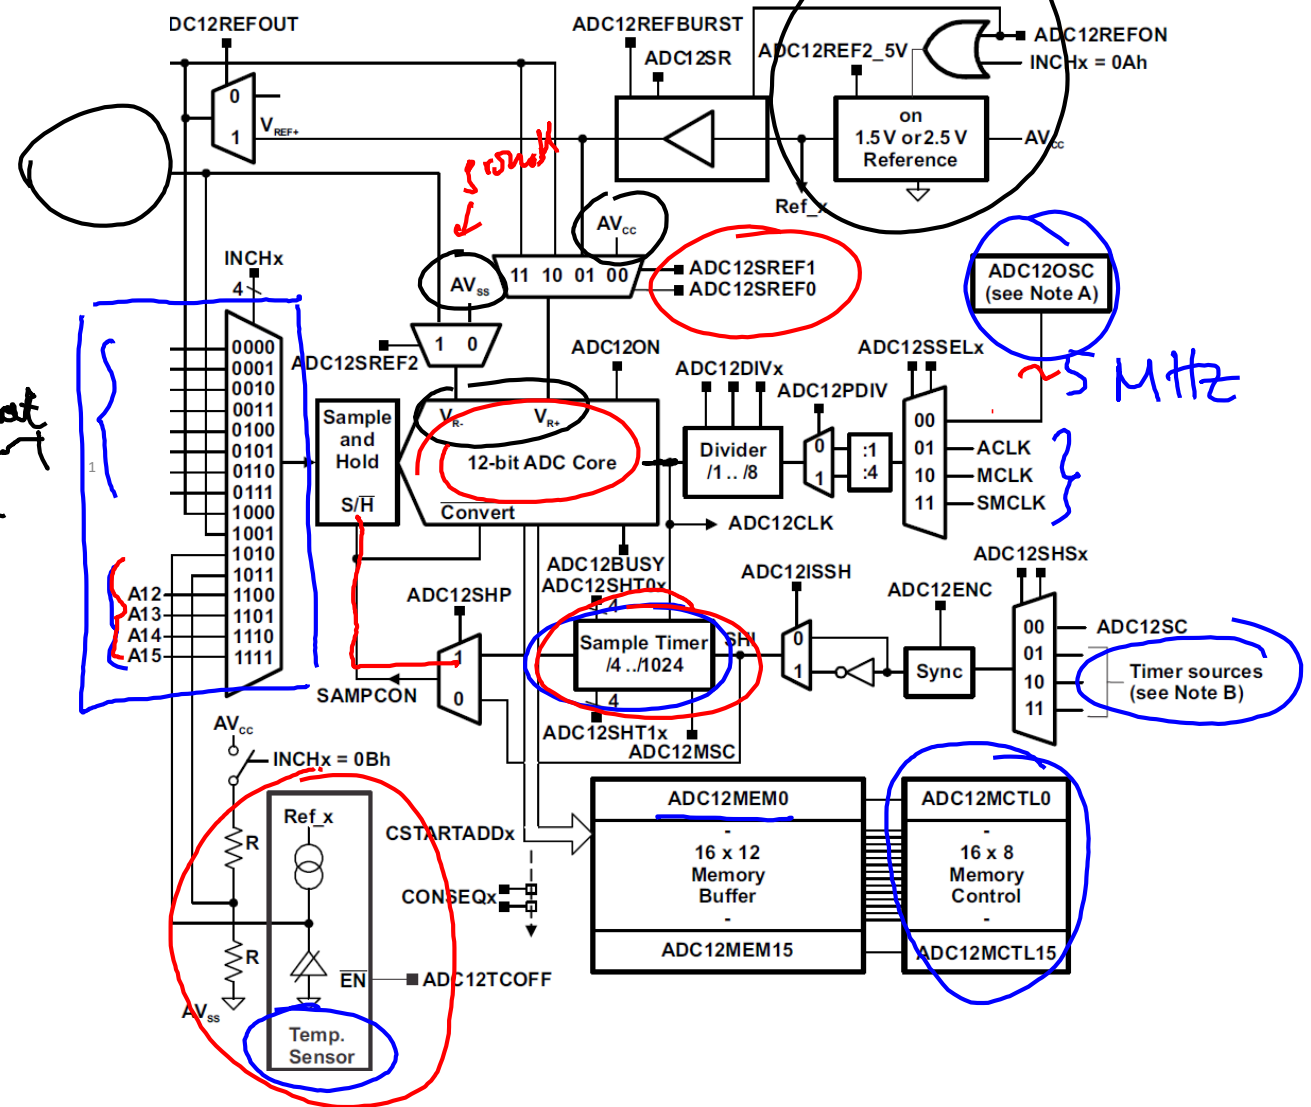 DC12REFOUT
ADC12REFBURST
ADC12SR
ADC12REF2_5V
ADC12REFON
INCHx = 0Ah
0
1
VREF+
on
1.5 V or 2.5 V
Reference
AVCC
Ref_x
ground
AVCC
INCHx
4
AVSS
11 10 01 00
ADC12SREF1
ADC12SREF0
ADC12OSC
(see Note A)
1 0
ADC12SREF2
ADC12ON
ADC12DIVx
ADC12PDIV
ADC12SSELx
~5 MHz
0000
0001
0010
0011
0100
0101
0110
0111
1000
1001
1010
1011
1100
1101
1110
1111
A12
A13
A14
A15
1
Sample
and
Hold
S/H
VR-
VR+
12-bit ADC Core
Convert
Divider
/1 .. /8
0
1
:1
:4
00
01
10
11
ACLK
MCLK
SMCLK
ADC12CLK
ADC12BUSY
ADC12SHT0x
4
ADC12SHP
ADC12ISSH
ADC12ENC
ADC12SHSx
1
0
SAMPCON
Sample Timer
/4 ../1024
SHI
4
ADC12SHT1x
ADC12MSC
0
1
Sync
00
01
10
11
ADC12SC
Timer sources
(see Note B)
AVCC
INCHx = 0Bh
Ref_x
R
R
AVSS
EN
ADC12TCOFF
Temp.
Sensor
CSTARTADDx
CONSEQx
ADC12MEM0
-
16 x 12
Memory
Buffer
-
ADC12MEM15
ADC12MCTL0
-
16 x 8
Memory
Control
-
ADC12MCTL15